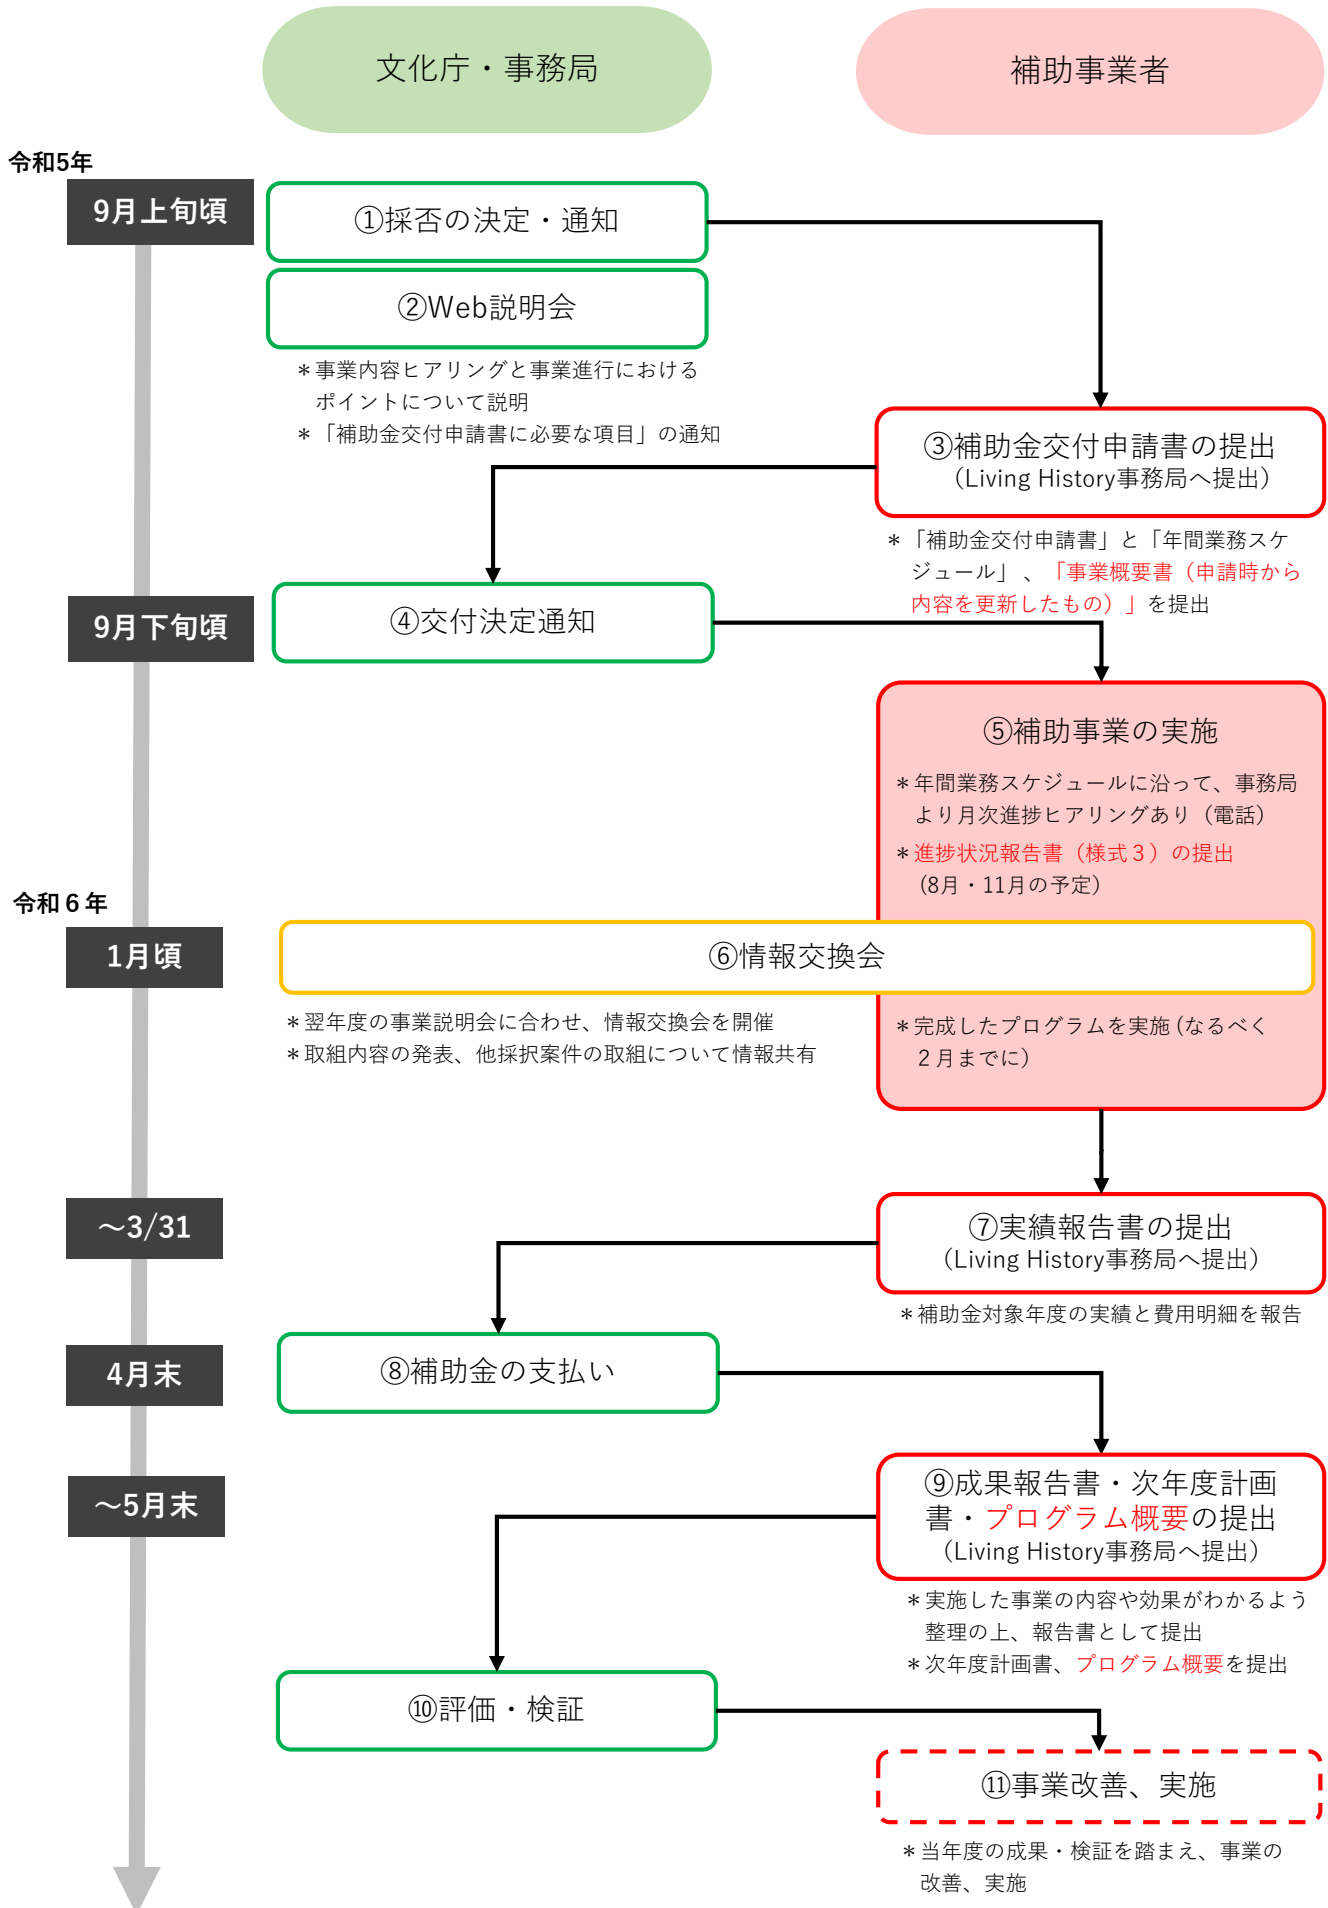 文化庁・事務局
補助事業者
令和5年
9月上旬頃
①採否の決定・通知
②Web説明会
＊事業内容ヒアリングと事業進行における
ポイントについて説明
＊「補助金交付申請書に必要な項目」の通知
③補助金交付申請書の提出
（Living History事務局へ提出）
＊「補助金交付申請書」と「年間業務スケ
ジュール」、「事業概要書（申請時から
内容を更新したもの）」を提出
9月下旬頃
④交付決定通知
⑤補助事業の実施
＊年間業務スケジュールに沿って、事務局
より月次進捗ヒアリングあり（電話）
＊進捗状況報告書（様式３）の提出
（8月・11月の予定）
令和６年
1月頃
⑥情報交換会
＊翌年度の事業説明会に合わせ、情報交換会を開催
＊取組内容の発表、他採択案件の取組について情報共有
＊完成したプログラムを実施（なるべく
２月までに）
～3/31
⑦実績報告書の提出
（Living History事務局へ提出）
＊補助金対象年度の実績と費用明細を報告
4月末
⑧補助金の支払い
～5月末
⑨成果報告書・次年度計画
書・プログラム概要の提出
（Living History事務局へ提出）
＊実施した事業の内容や効果がわかるよう
整理の上、報告書として提出
＊次年度計画書、プログラム概要を提出
⑩評価・検証
⑪事業改善、実施
＊当年度の成果・検証を踏まえ、事業の
改善、実施